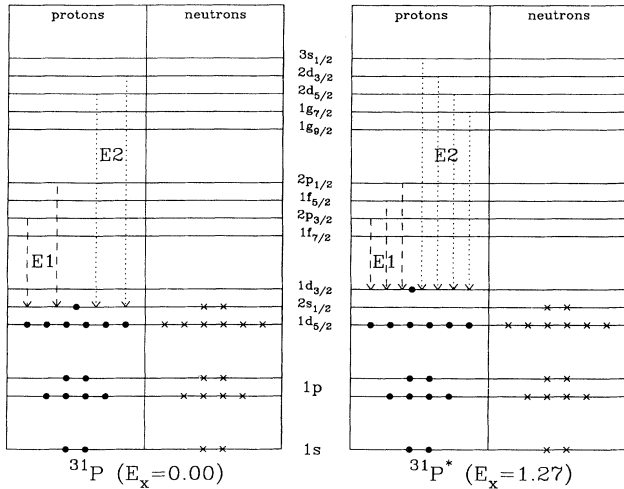 protons neutrons protons neutrons
3s1/2
2d3/2
2d5/2
1g7/2
1g9/2
E2 E2
2p1/2
1f5/2
2p3/2
1f7/2
E1 E1
1d3/2
2s1/2
1d5/2
1p
1s
31P (Ex=0.00) 31P* (Ex=1.27)